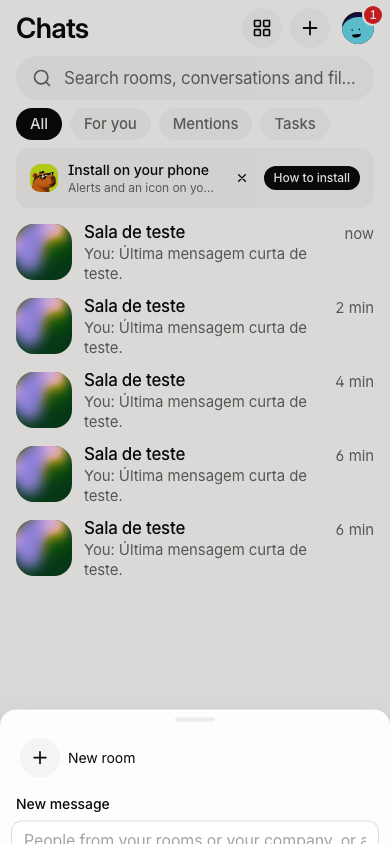 Chats
1
Search rooms, conversations and fil...
All
For you
Mentions
Tasks
Install on your phone
Alerts and an icon on yo...
How to install
Sala de teste
now
You: Última mensagem curta de
teste.
Sala de teste
2 min
You: Última mensagem curta de
teste.
Sala de teste
4 min
You: Última mensagem curta de
teste.
Sala de teste
6 min
You: Última mensagem curta de
teste.
Sala de teste
6 min
You: Última mensagem curta de
teste.
New room
New message
People from your rooms or your company, or a